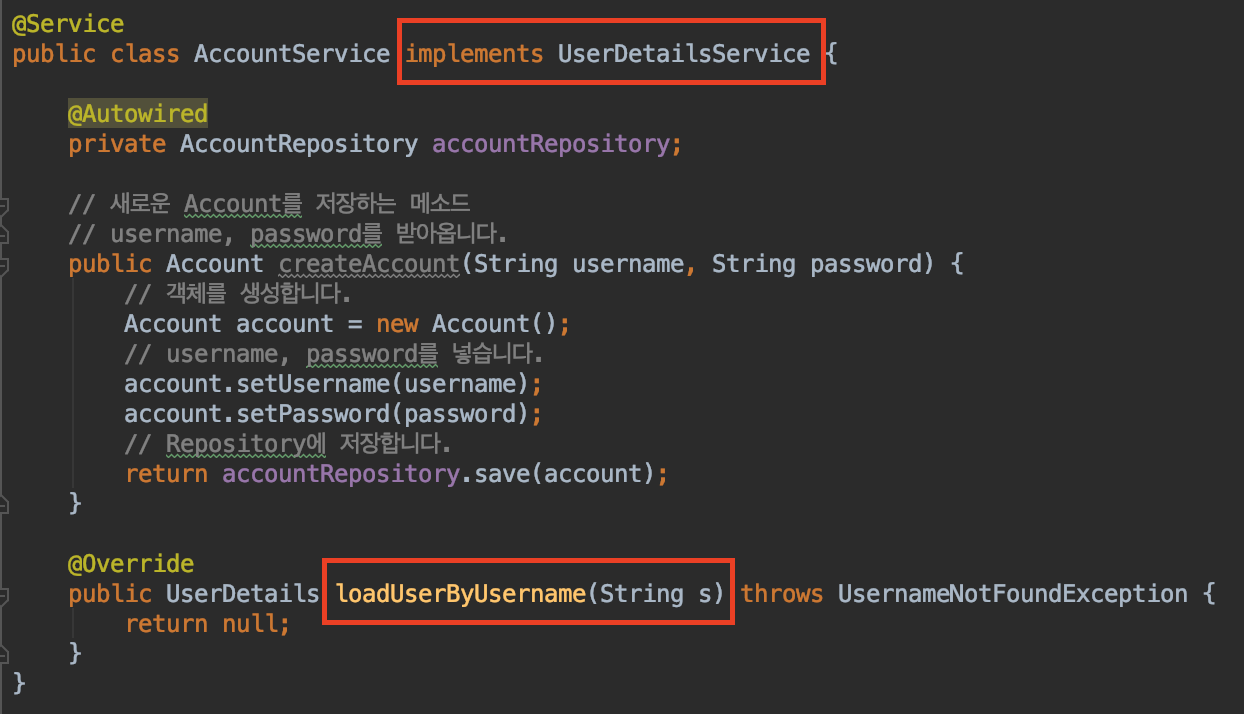 @Service
public class AccountService implements UserDetailsService {
@Autowired
private AccountRepository accountRepository;
// 새로운 Account를 저장하는 메소드
// username, password를 받아옵니다.
public Account createAccount(String username, String password) {
// 객체를 생성합니다.
Account account = new Account();
// username, password를 넣습니다.
account.setUsername(username);
account.setPassword(password);
// Repository에 저장합니다.
return accountRepository.save(account);
}
@Override
public UserDetails loadUserByUsername(String s) throws UsernameNotFoundException {
return null;
}
}